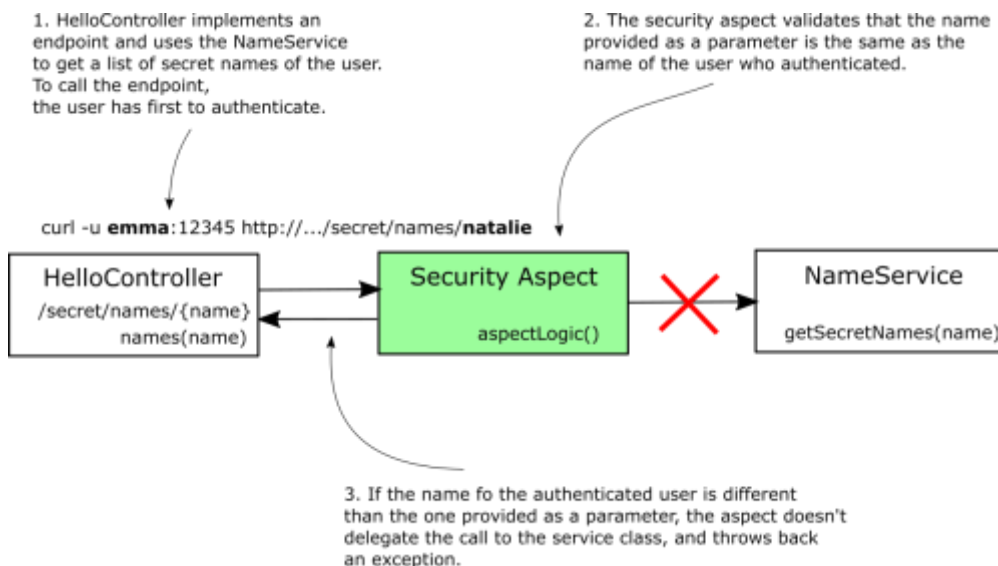 1. HelloController implements an
endpoint and uses the NameService
to get a list of secret names of the user.
To call the endpoint,
the user has first to authenticate.
2. The security aspect validates that the name
provided as a parameter is the same as the
name of the user who authenticated.
curl -u emma:12345 http://.../secret/names/natalie
HelloController
/secret/names/{name}
names(name)
Security Aspect
aspectLogic()
NameService
getSecretNames(name)
3. If the name fo the authenticated user is different
than the one provided as a parameter, the aspect doesn't
delegate the call to the service class, and throws back
an exception.